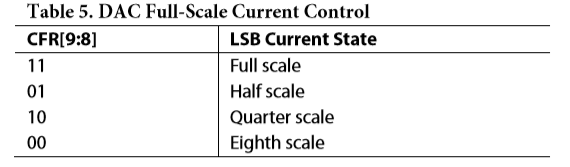 Table 5. DAC Full-Scale Current Control
CFR[9:8] LSB Current State
11 Full scale
01 Half scale
10 Quarter scale
00 Eighth scale